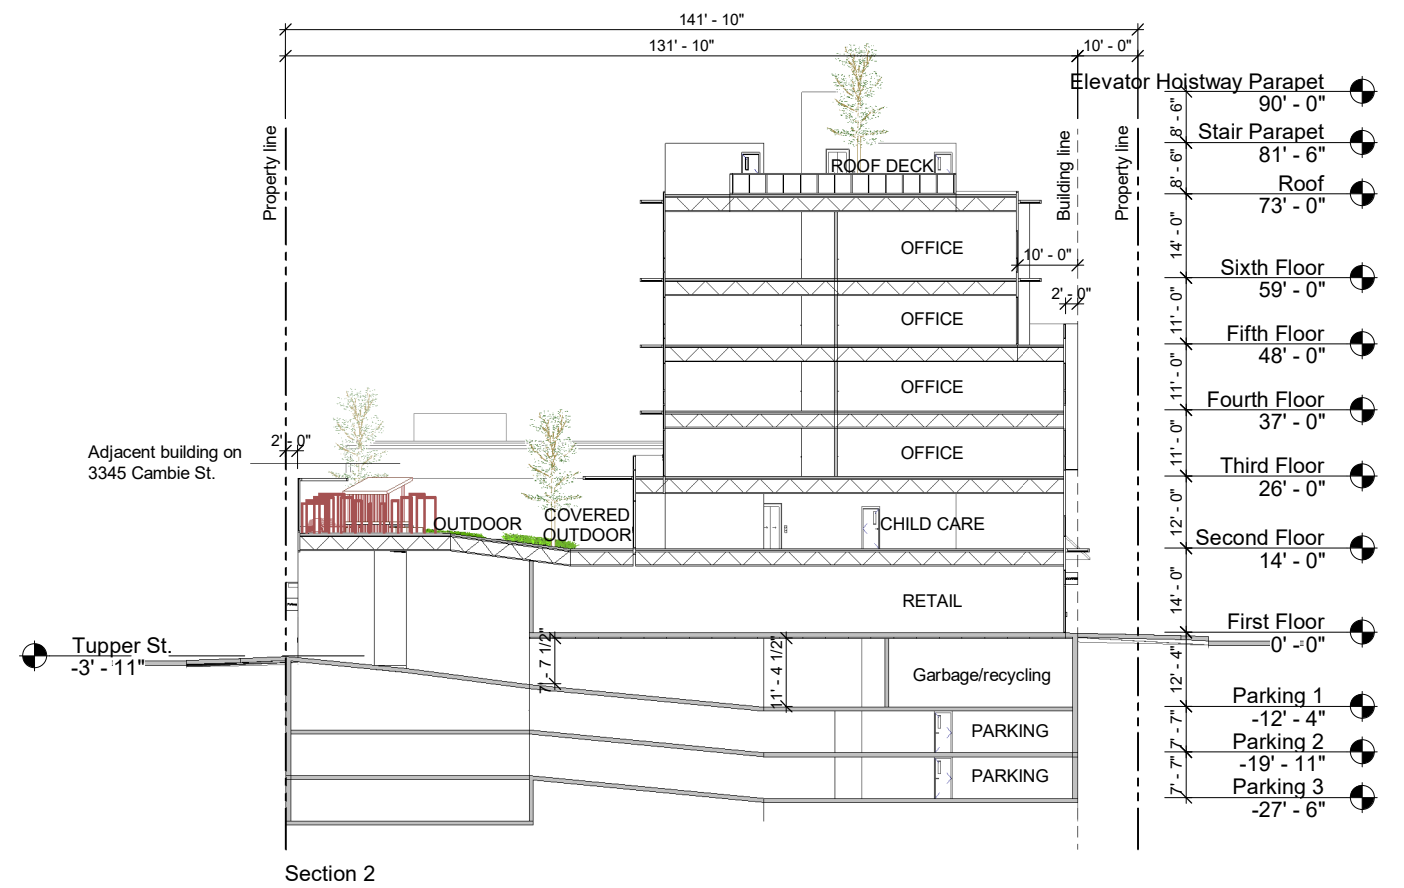 141' - 10"
131' - 10"
10' - 0"
Elevator Hoistway Parapet
90' - 0"
8' - 6"
Stair Parapet
81' - 6"
8' - 6"
Roof
73' - 0"
Property line
Building line
Property line
ROOF DECK
14' - 0"
OFFICE
10' - 0"
Sixth Floor
59' - 0"
2' - 0"
11' - 0"
OFFICE
Fifth Floor
48' - 0"
11' - 0"
OFFICE
Fourth Floor
37' - 0"
11' - 0"
OFFICE
2' - 0"
Adjacent building on
3345 Cambie St.
Third Floor
26' - 0"
12' - 0"
OUTDOOR
COVERED
OUTDOOR
CHILD CARE
Second Floor
14' - 0"
14' - 0"
RETAIL
First Floor
0' - 0"
Tupper St.
-3' - 11"
7' - 7 1/2"
11' - 4 1/2"
12' - 4"
Garbage/recycling
Parking 1
-12' - 4"
7' - 7"
PARKING
Parking 2
-19' - 11"
7' - 7"
PARKING
Parking 3
-27' - 6"
Section 2